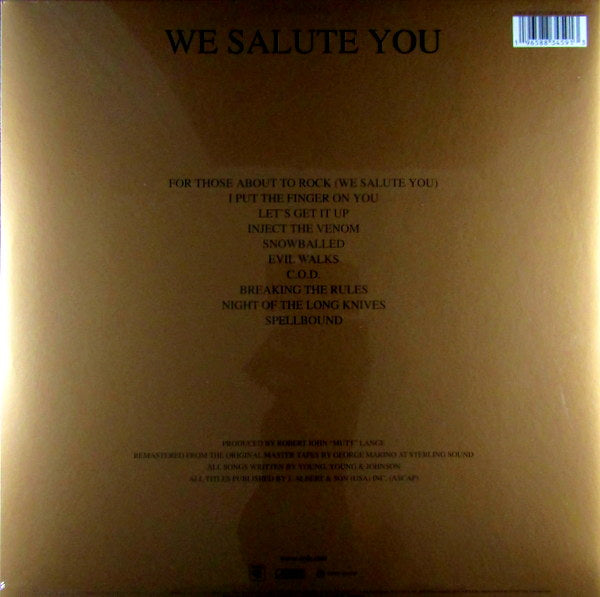 WE SALUTE YOU
FOR THOSE ABOUT TO ROCK (WE SALUTE YOU)
I PUT THE FINGER ON YOU
LET'S GET IT UP
INJECT THE VENOM
SNOWBALLED
EVIL WALKS
C.O.D.
BREAKING THE RULES
NIGHT OF THE LONG KNIVES
SPELLBOUND
PRODUCED BY ROBERT JOHN "MUTT" LANGE
REMASTERED FROM THE ORIGINAL MASTER TAPES BY GEORGE MARINO AT STERLING SOUND
ALL SONGS WRITTEN BY YOUNG, YOUNG & JOHNSON
ALL TITLES PUBLISHED BY J. ALBERT & SON (USA) INC. (ASCAP)